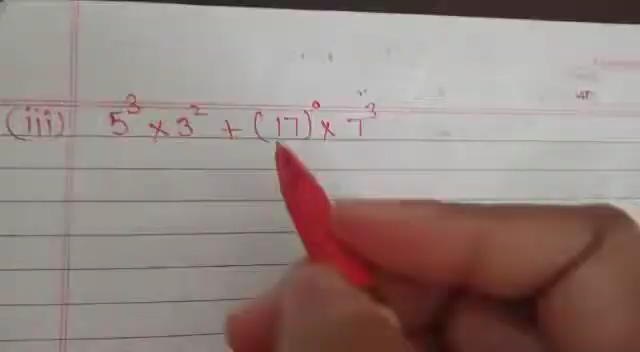 (iii) 5³ × 3² + (17)⁰ × 7³